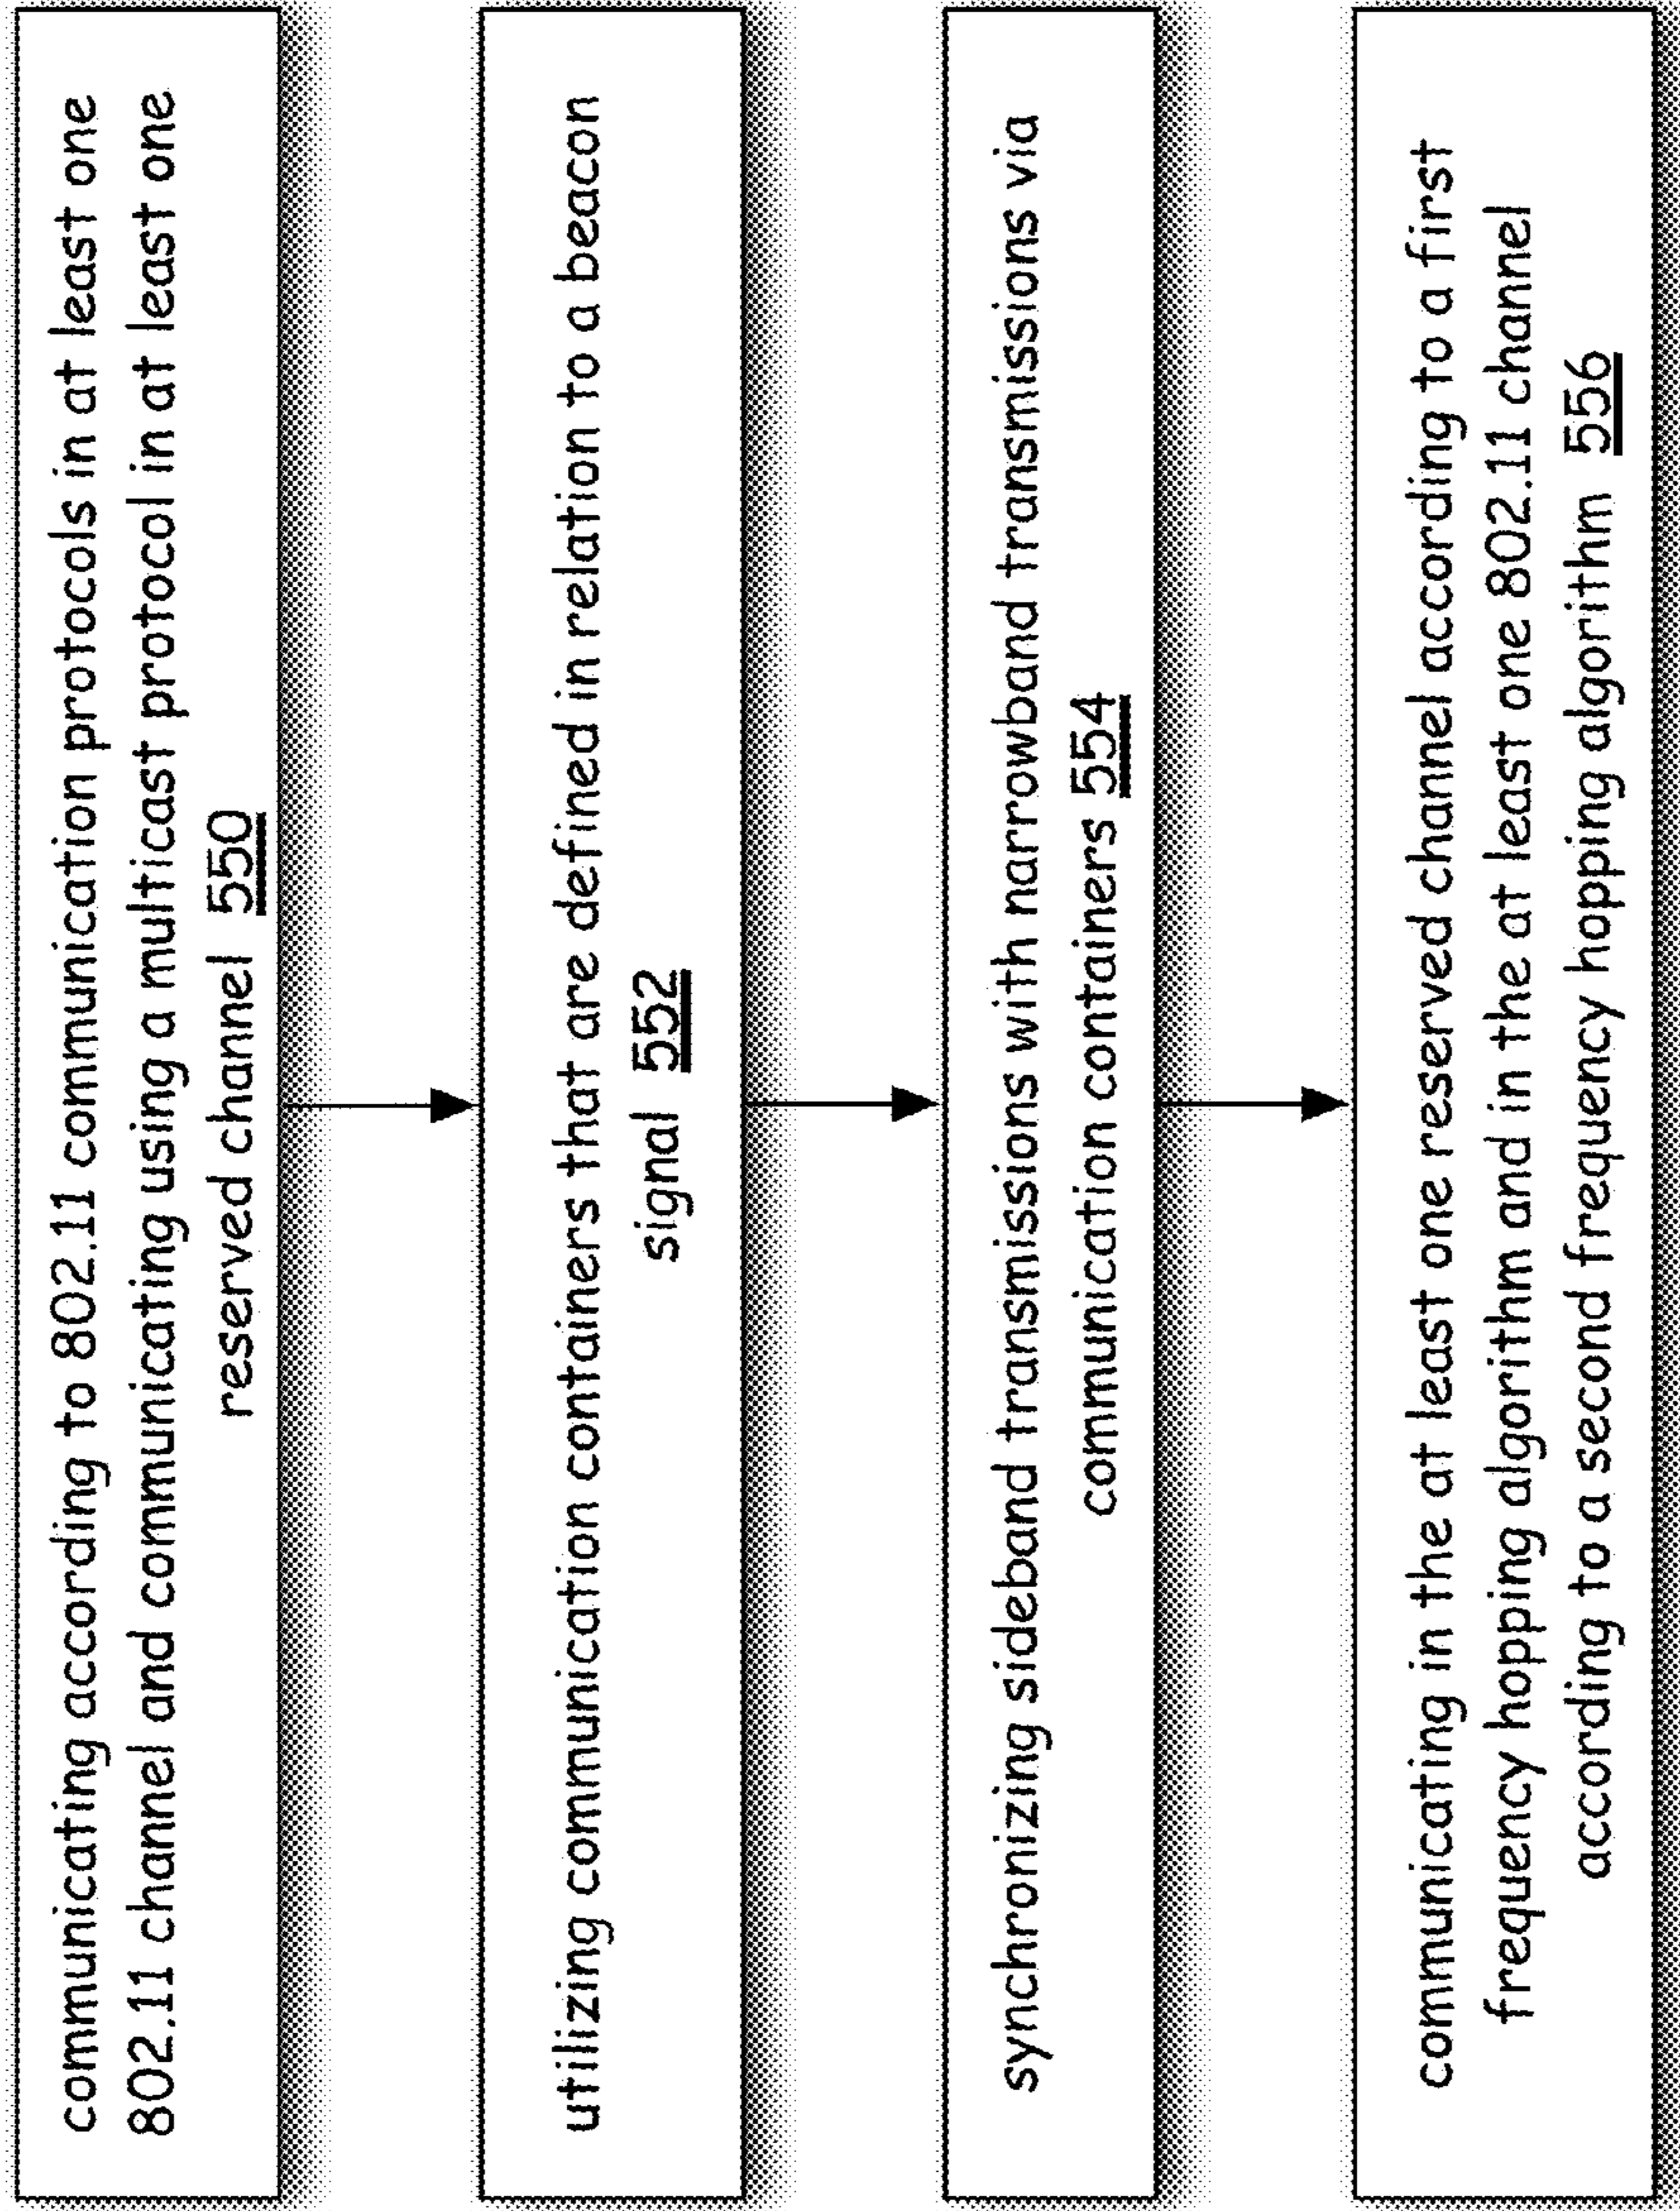 communicating according to 802.11 communication protocols in at least one
802.11 channel and communicating using a multicast protocol in at least one
reserved channel 550
utilizing communication containers that are defined in relation to a beacon
signal 552
synchronizing sideband transmissions with narrowband transmissions via
communication containers 554
communicating in the at least one reserved channel according to a first
frequency hopping algorithm and in the at least one 802.11 channel
according to a second frequency hopping algorithm 556